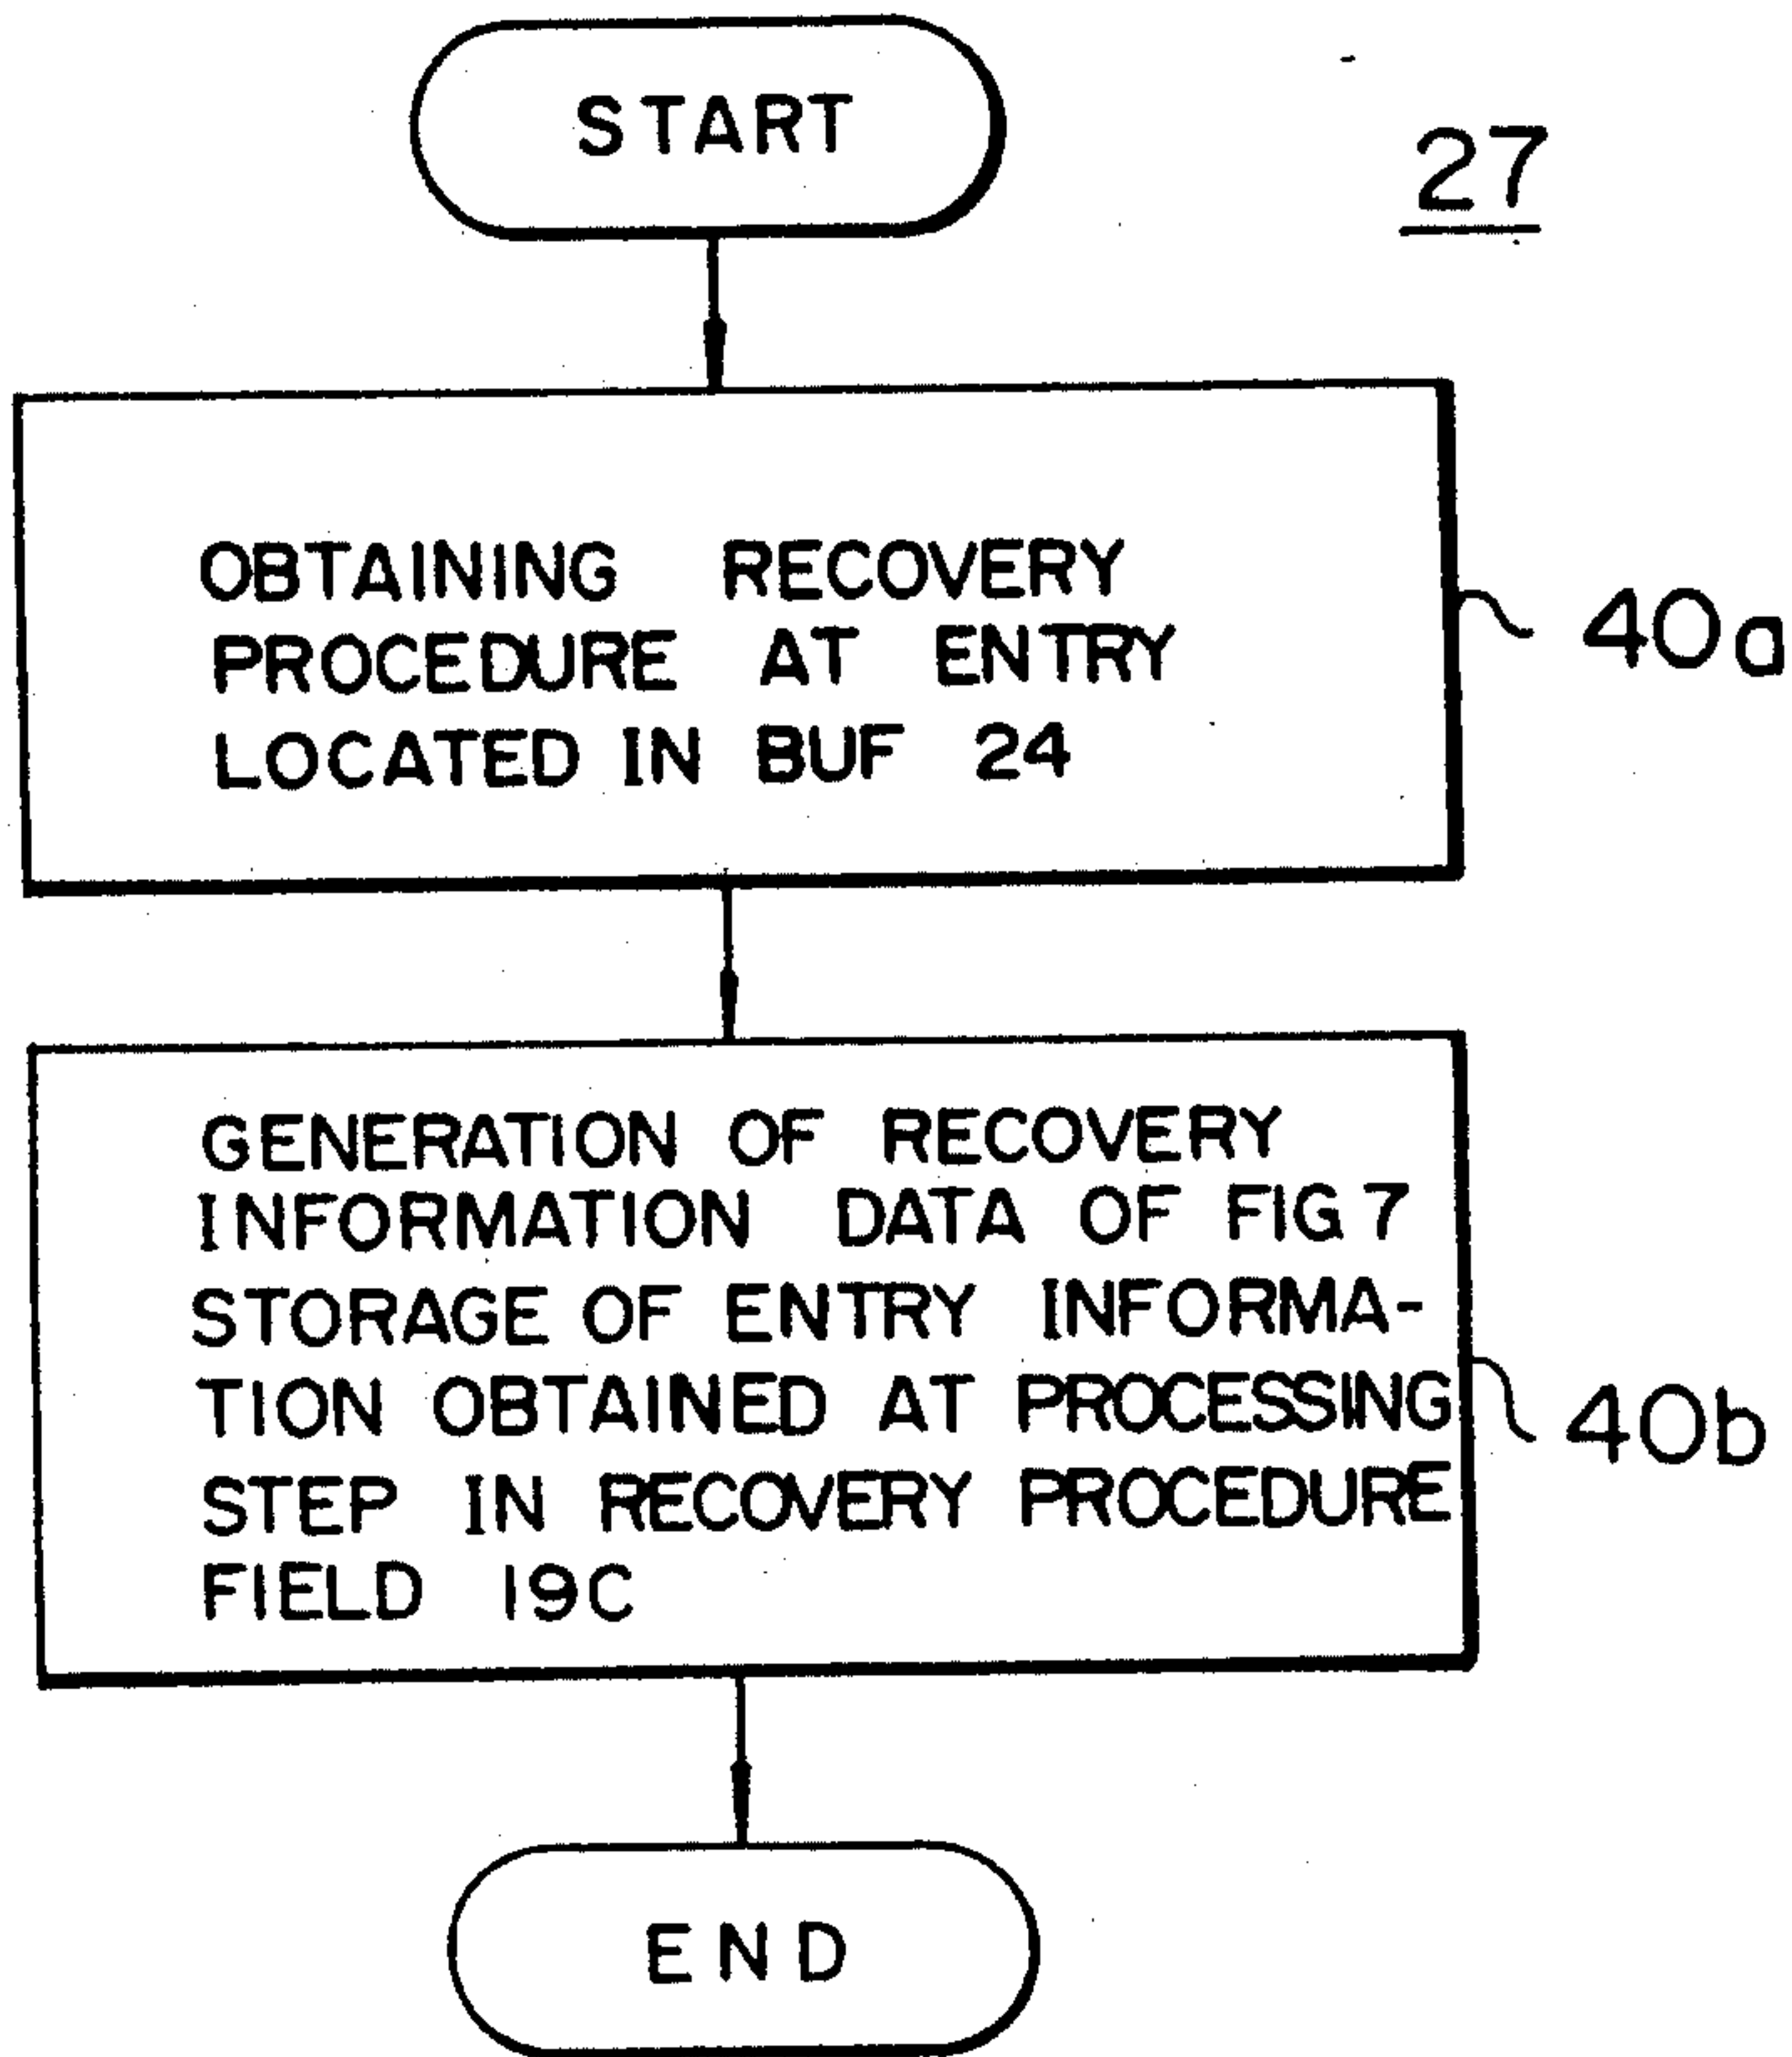 START
27
OBTAINING RECOVERY
PROCEDURE AT ENTRY
LOCATED IN BUF 24
40a
GENERATION OF RECOVERY
INFORMATION DATA OF FIG 7
STORAGE OF ENTRY INFORMA-
TION OBTAINED AT PROCESSING
STEP IN RECOVERY PROCEDURE
FIELD 19C
40b
END